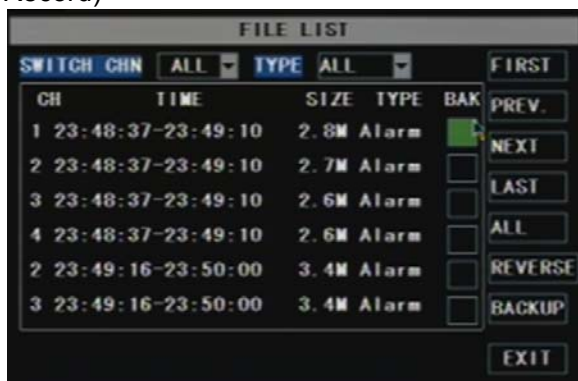 Record)
FILE LIST
SWITCH CHN ALL TYPE ALL
FIRST
CH TIME SIZE TYPE BAK
PREV.
1 23:48:37-23:49:10 2.8M Alarm
NEXT
2 23:48:37-23:49:10 2.7M Alarm
LAST
3 23:48:37-23:49:10 2.6M Alarm
ALL
4 23:48:37-23:49:10 2.6M Alarm
REVERSE
2 23:49:16-23:50:00 3.4M Alarm
3 23:49:16-23:50:00 3.4M Alarm
BACKUP
EXIT